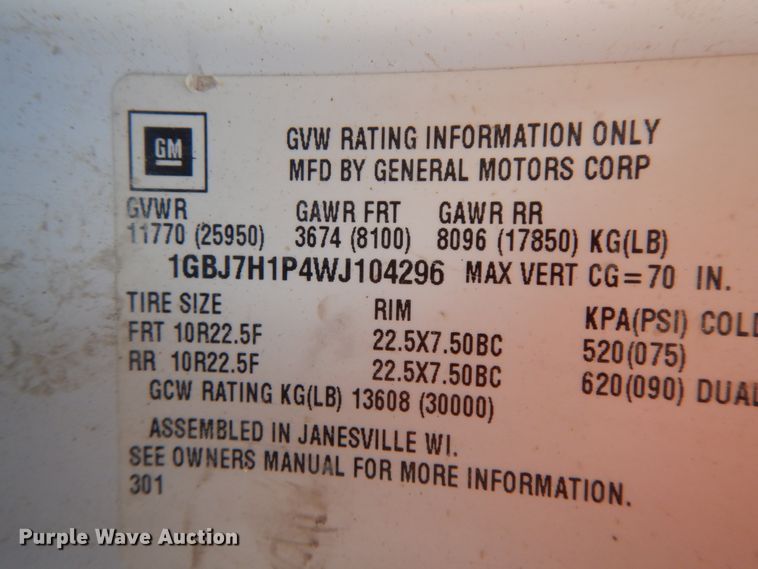 GM
GVW RATING INFORMATION ONLY
MFD BY GENERAL MOTORS CORP
GVWR GAWR FRT GAWR RR
11770 (25950) 3674 (8100) 8096 (17850) KG(LB)
1GBJ7H1P4WJ104296 MAX VERT CG=70 IN.
TIRE SIZE RIM KPA(PSI) COLD
FRT 10R22.5F 22.5X7.50BC 520(075)
RR 10R22.5F 22.5X7.50BC 620(090) DUAL
GCW RATING KG(LB) 13608 (30000)
ASSEMBLED IN JANESVILLE WI.
SEE OWNERS MANUAL FOR MORE INFORMATION.
301
Purple Wave Auction